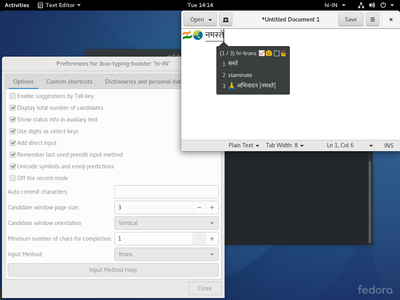 Activities Text Editor Tue 14:14 hi-IN
Open *Untitled Document 1 Save
🇮🇳🌏 नमस्ते
(1 / 3) hi-itrans
1 सस्ते
2 staminate
3 🙏 अभिवादन [नमस्ते]
Plain Text Tab Width: 8 Ln 1, Col 6 INS
Preferences for ibus-typing-booster "hi-IN"
Options Custom shortcuts Dictionaries and personal dat
Enable suggestions by Tab key
Display total number of candidates
Show status info in auxiliary text
Use digits as select keys
Add direct input
Remember last used preedit input method
Unicode symbols and emoji predictions
Off the record mode
Auto commit characters:
Candidate window page size: 3
Candidate window orientation Vertical
Minimum number of chars for completion: 1
Input Method: itrans
Input Method Help
Close
fedora